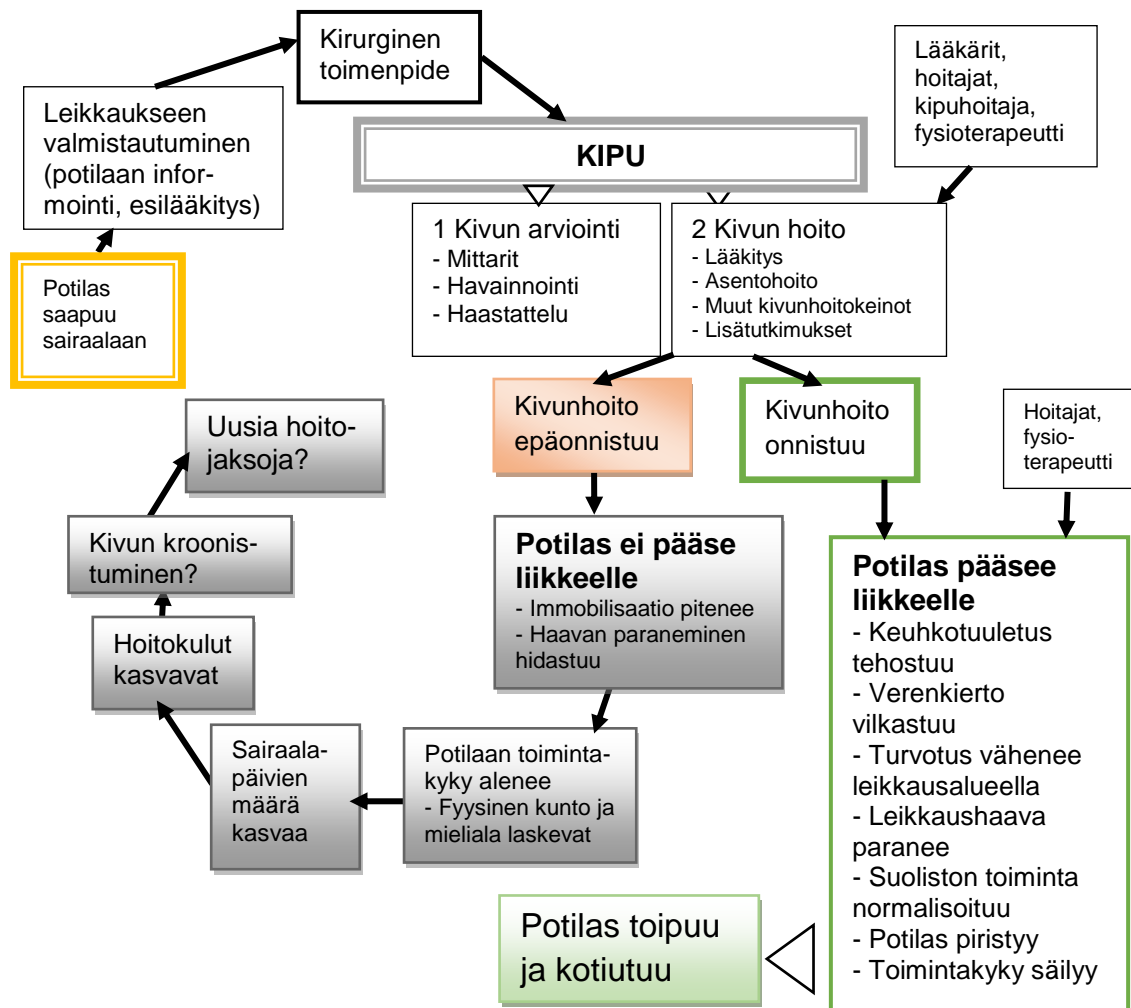 Kirurginen
toimenpide
Lääkärit,
hoitajat,
kipuhoitaja,
fysioterapeutti
Leikkaukseen
valmistautuminen
(potilaan infor-
mointi, esilääkitys)
KIPU
Potilas
saapuu
sairaalaan
1 Kivun arviointi
- Mittarit
- Havainnointi
- Haastattelu
2 Kivun hoito
- Lääkitys
- Asentohoito
- Muut kivunhoitokeinot
- Lisätutkimukset
Kivunhoito
epäonnistuu
Kivunhoito
onnistuu
Hoitajat,
fysio-
terapeutti
Uusia hoito-
jaksoja?
Kivun kroonis-
tuminen?
Hoitokulut
kasvavat
Sairaala-
päivien
määrä
kasvaa
Potilaan toiminta-
kyky alenee
- Fyysinen kunto ja
mieliala laskevat
Potilas ei pääse
liikkeelle
- Immobilisaatio pitenee
- Haavan paraneminen
hidastuu
Potilas pääsee
liikkeelle
- Keuhkotuuletus
tehostuu
- Verenkierto
vilkastuu
- Turvotus vähenee
leikkausalueella
- Leikkaushaava
paranee
- Suoliston toiminta
normalisoituu
- Potilas piristyy
- Toimintakyky säilyy
Potilas toipuu
ja kotiutuu